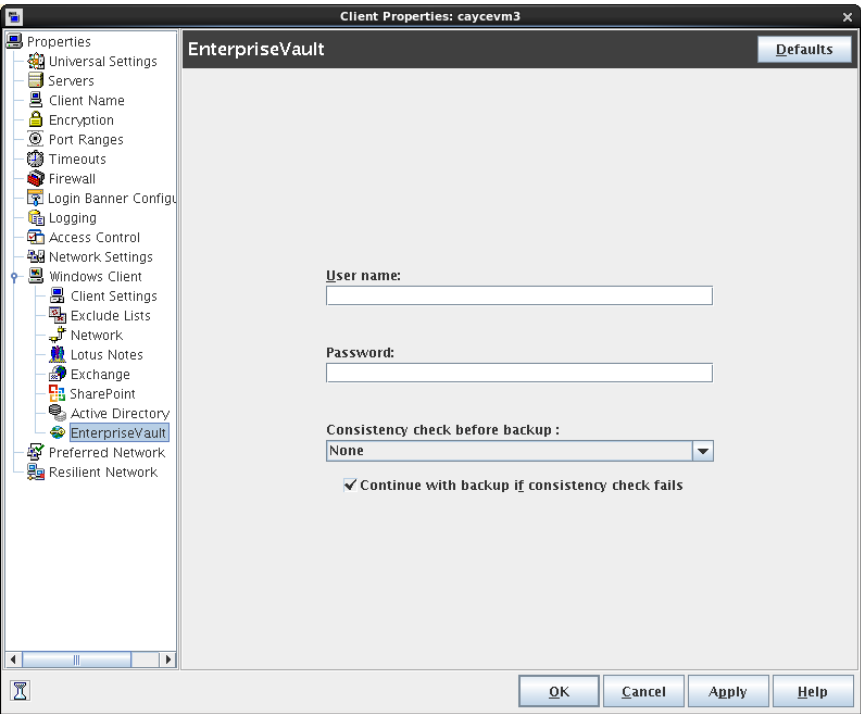 Client Properties: caycevm3
Properties
Universal Settings
Servers
Client Name
Encryption
Port Ranges
Timeouts
Firewall
Login Banner Configu
Logging
Access Control
Network Settings
Windows Client
Client Settings
Exclude Lists
Network
Lotus Notes
Exchange
SharePoint
Active Directory
EnterpriseVault
Preferred Network
Resilient Network
EnterpriseVault
Defaults
User name:
Password:
Consistency check before backup :
None
Continue with backup if consistency check fails
OK
Cancel
Apply
Help